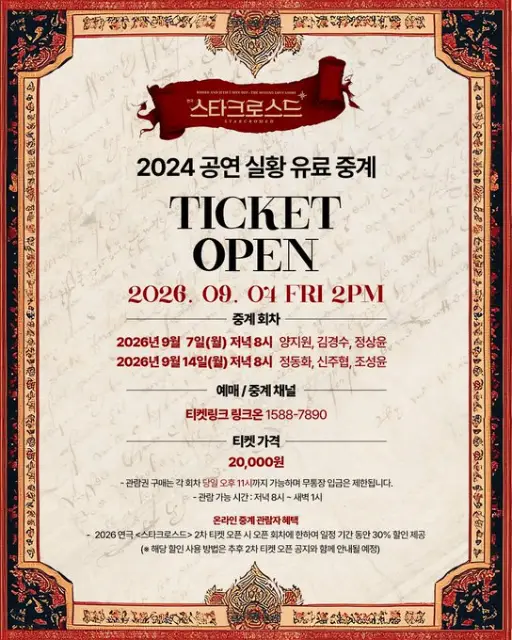 연극
스타크로스드
STARCROSSED
2024 공연 실황 유료 중계
TICKET
OPEN
2026. 09. 04 FRI 2PM
중계 회차
2026년 9월 7일(월) 저녁 8시 양지원, 김경수, 정상윤
2026년 9월 14일(월) 저녁 8시 정동화, 신주협, 조성윤
예매 / 중계 채널
티켓링크 링크온 1588-7890
티켓 가격
20,000원
- 관람권 구매는 각 회차 당일 오후 11시까지 가능하며 무통장 입금은 제한됩니다.
- 관람 가능 시간 : 저녁 8시 ~ 새벽 1시
온라인 중계 관람자 혜택
- 2026 연극 <스타크로스드> 2차 티켓 오픈 시 오픈 회차에 한하여 일정 기간 동안 30% 할인 제공
(※ 해당 할인 사용 방법은 추후 2차 티켓 오픈 공지와 함께 안내될 예정)